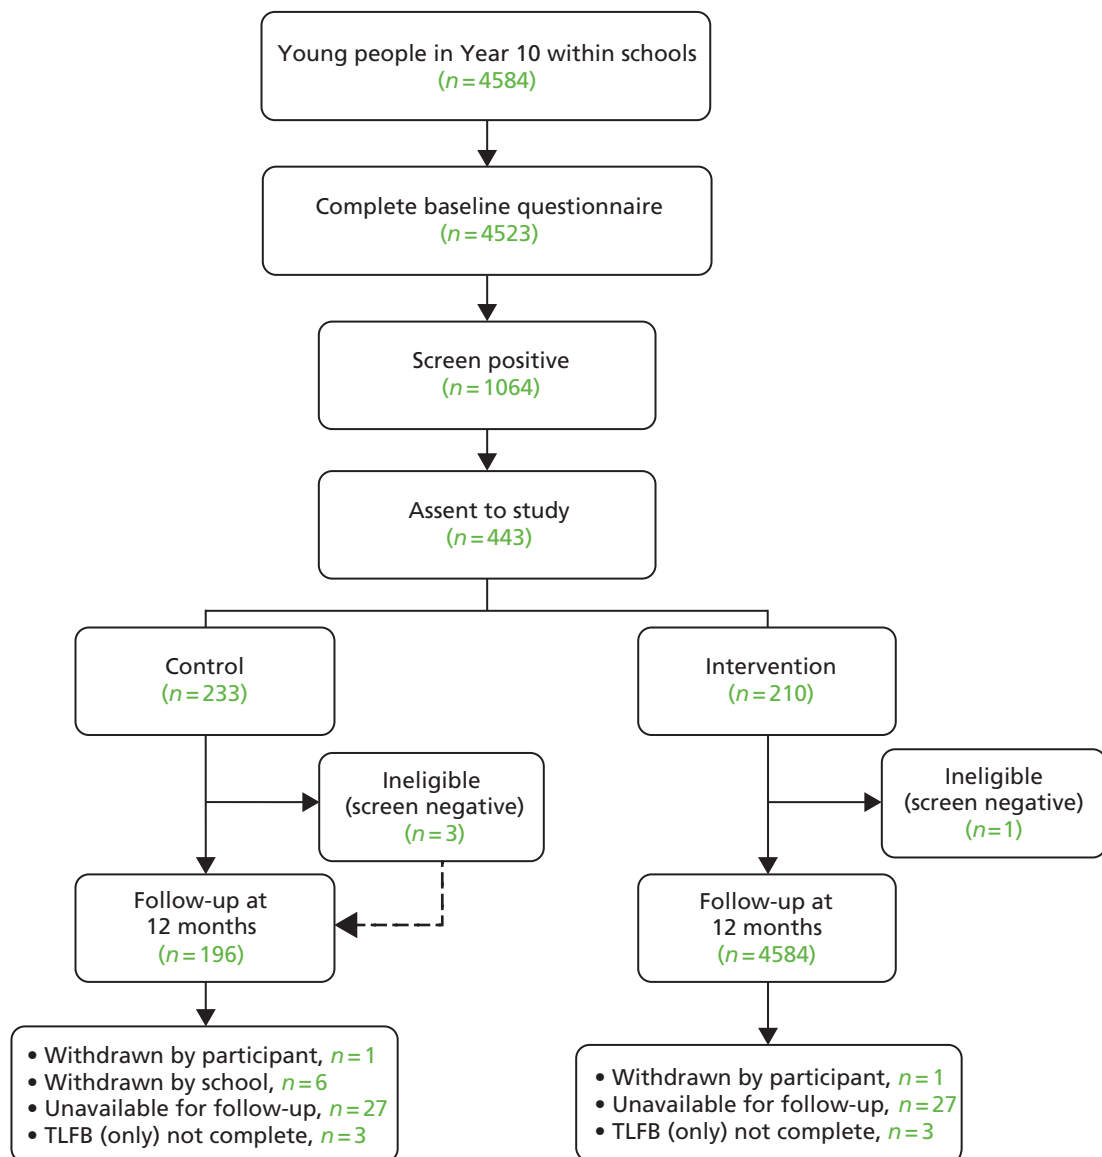 Young people in Year 10 within schools
(n=4584)
Complete baseline questionnaire
(n=4523)
Screen positive
(n=1064)
Assent to study
(n=443)
Control
(n=233)
Intervention
(n=210)
Ineligible
(screen negative)
(n=3)
Ineligible
(screen negative)
(n=1)
Follow-up at
12 months
(n=196)
Follow-up at
12 months
(n=4584)
• Withdrawn by participant, n=1
• Withdrawn by school, n=6
• Unavailable for follow-up, n=27
• TLFB (only) not complete, n=3
• Withdrawn by participant, n=1
• Unavailable for follow-up, n=27
• TLFB (only) not complete, n=3